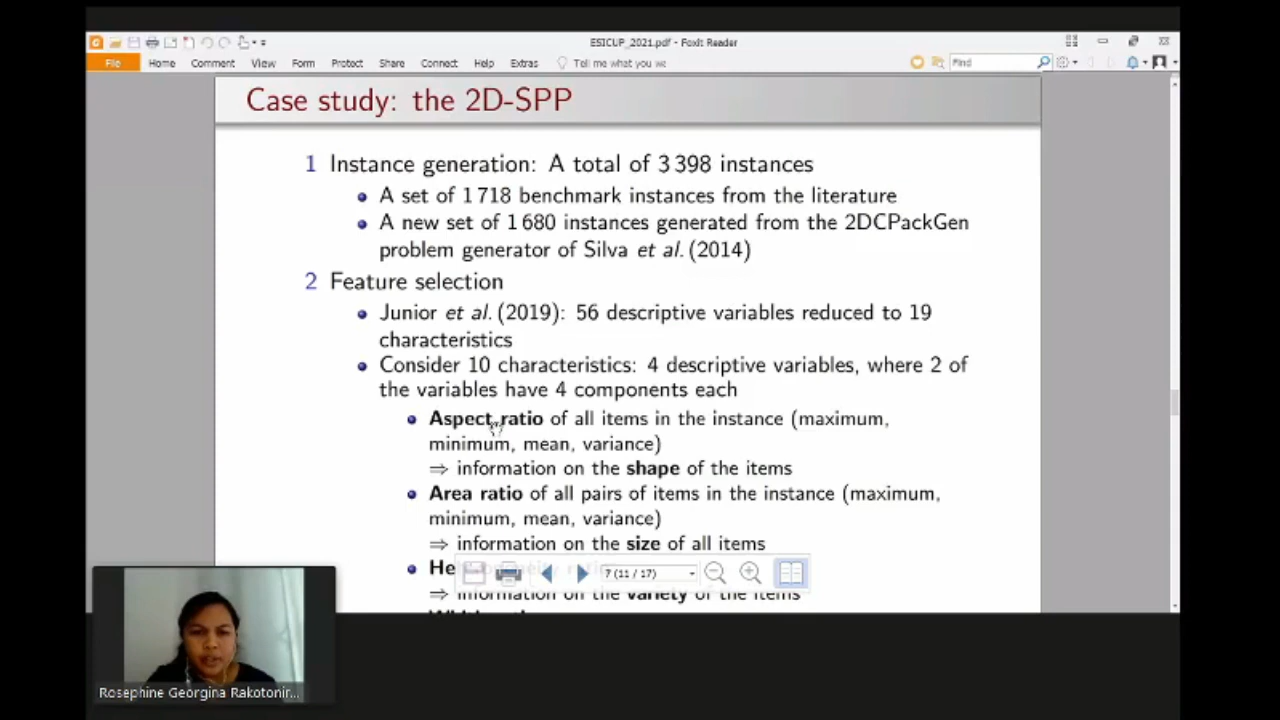 ESICUP_2021.pdf - Foxit Reader
File Home Comment View Form Protect Share Connect Help Extras Tell me what you we Find
Case study: the 2D-SPP
1 Instance generation: A total of 3 398 instances
A set of 1 718 benchmark instances from the literature
A new set of 1 680 instances generated from the 2DCPackGen
problem generator of Silva et al. (2014)
2 Feature selection
Junior et al. (2019): 56 descriptive variables reduced to 19
characteristics
Consider 10 characteristics: 4 descriptive variables, where 2 of
the variables have 4 components each
Aspect ratio of all items in the instance (maximum,
minimum, mean, variance)
⇒ information on the shape of the items
Area ratio of all pairs of items in the instance (maximum,
minimum, mean, variance)
⇒ information on the size of all items
7 (11 / 17)
⇒ information on the variety of the items
Rosephine Georgina Rakotonir...